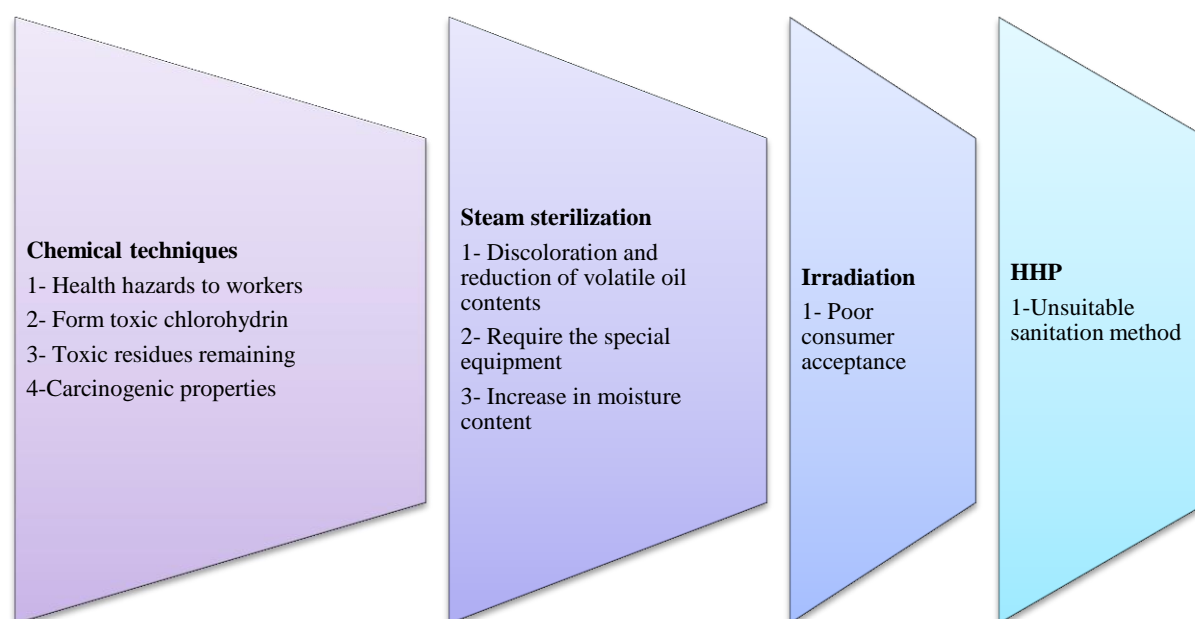 Chemical techniques
1- Health hazards to workers
2- Form toxic chlorohydrin
3- Toxic residues remaining
4-Carcinogenic properties
Steam sterilization
1- Discoloration and
reduction of volatile oil
contents
2- Require the special
equipment
3- Increase in moisture
content
Irradiation
1- Poor
consumer
acceptance
HHP
1-Unsuitable
sanitation method